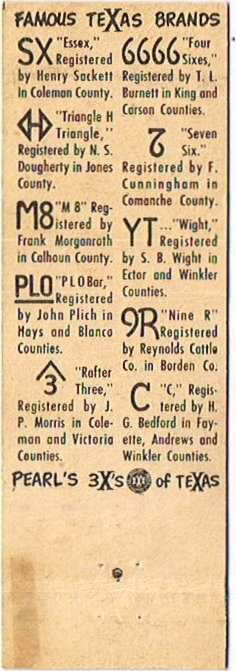 FAMOUS TEXAS BRANDS
SX "Essex,"
Registered
by Henry Sackett
in Coleman County.
H "Triangle H
Triangle,"
Registered by N. S.
Dougherty in Jones
County.
M8 "M 8" Reg-
istered by
Frank Morganroth
in Calhoun County.
PLO "PLO Bar,"
Registered
by John Plich in
Hays and Blanco
Counties.
3 "Rafter
Three,"
Registered by J.
P. Morris in Cole-
man and Victoria
Counties.
6666 "Four
Sixes,"
Registered by T. L.
Burnett in King and
Carson Counties.
"Seven
Six."
Registered by F.
Cunningham in
Comanche County.
YT..."Wight,"
Registered
by S. B. Wight in
Ector and Winkler
Counties.
9R "Nine R"
Registered
by Reynolds Cattle
Co. in Borden Co.
C "C," Regis-
tered by H.
G. Bedford in Fay-
ette, Andrews and
Winkler Counties.
PEARL'S 3X's XXX of TEXAS